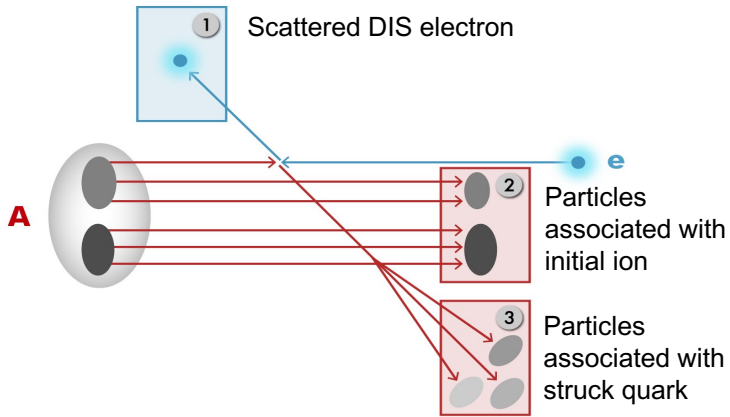 1
Scattered DIS electron
e
A
2
Particles
associated with
initial ion
3
Particles
associated with
struck quark